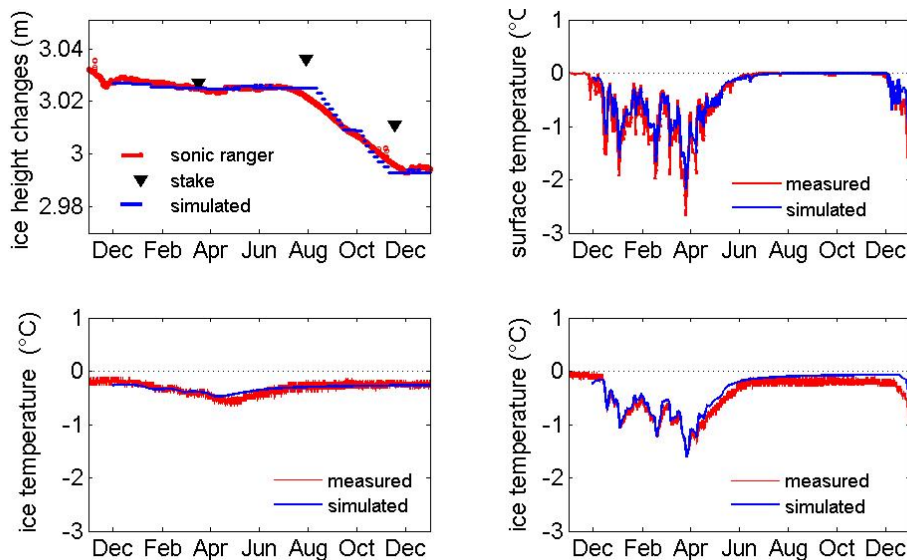 ice height changes (m)
3.04
3.02
3
2.98
sonic ranger
stake
simulated
Dec Feb Apr Jun Aug Oct Dec
surface temperature (°C
1
0
-1
-2
-3
measured
simulated
Dec Feb Apr Jun Aug Oct Dec
ice temperature (°C)
1
0
-1
-2
-3
measured
simulated
Dec Feb Apr Jun Aug Oct Dec
ice temperature (°C)
1
0
-1
-2
-3
measured
simulated
Dec Feb Apr Jun Aug Oct Dec